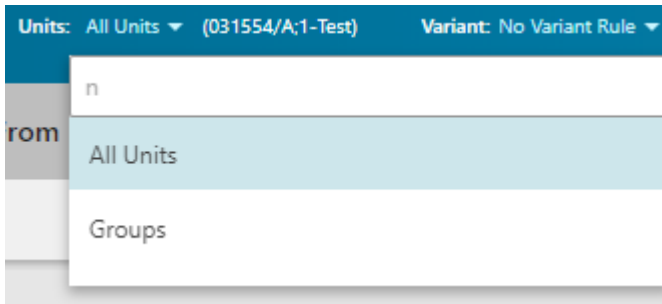 Units: All Units (031554/A;1-Test) Variant: No Variant Rule
n
rom
All Units
Groups